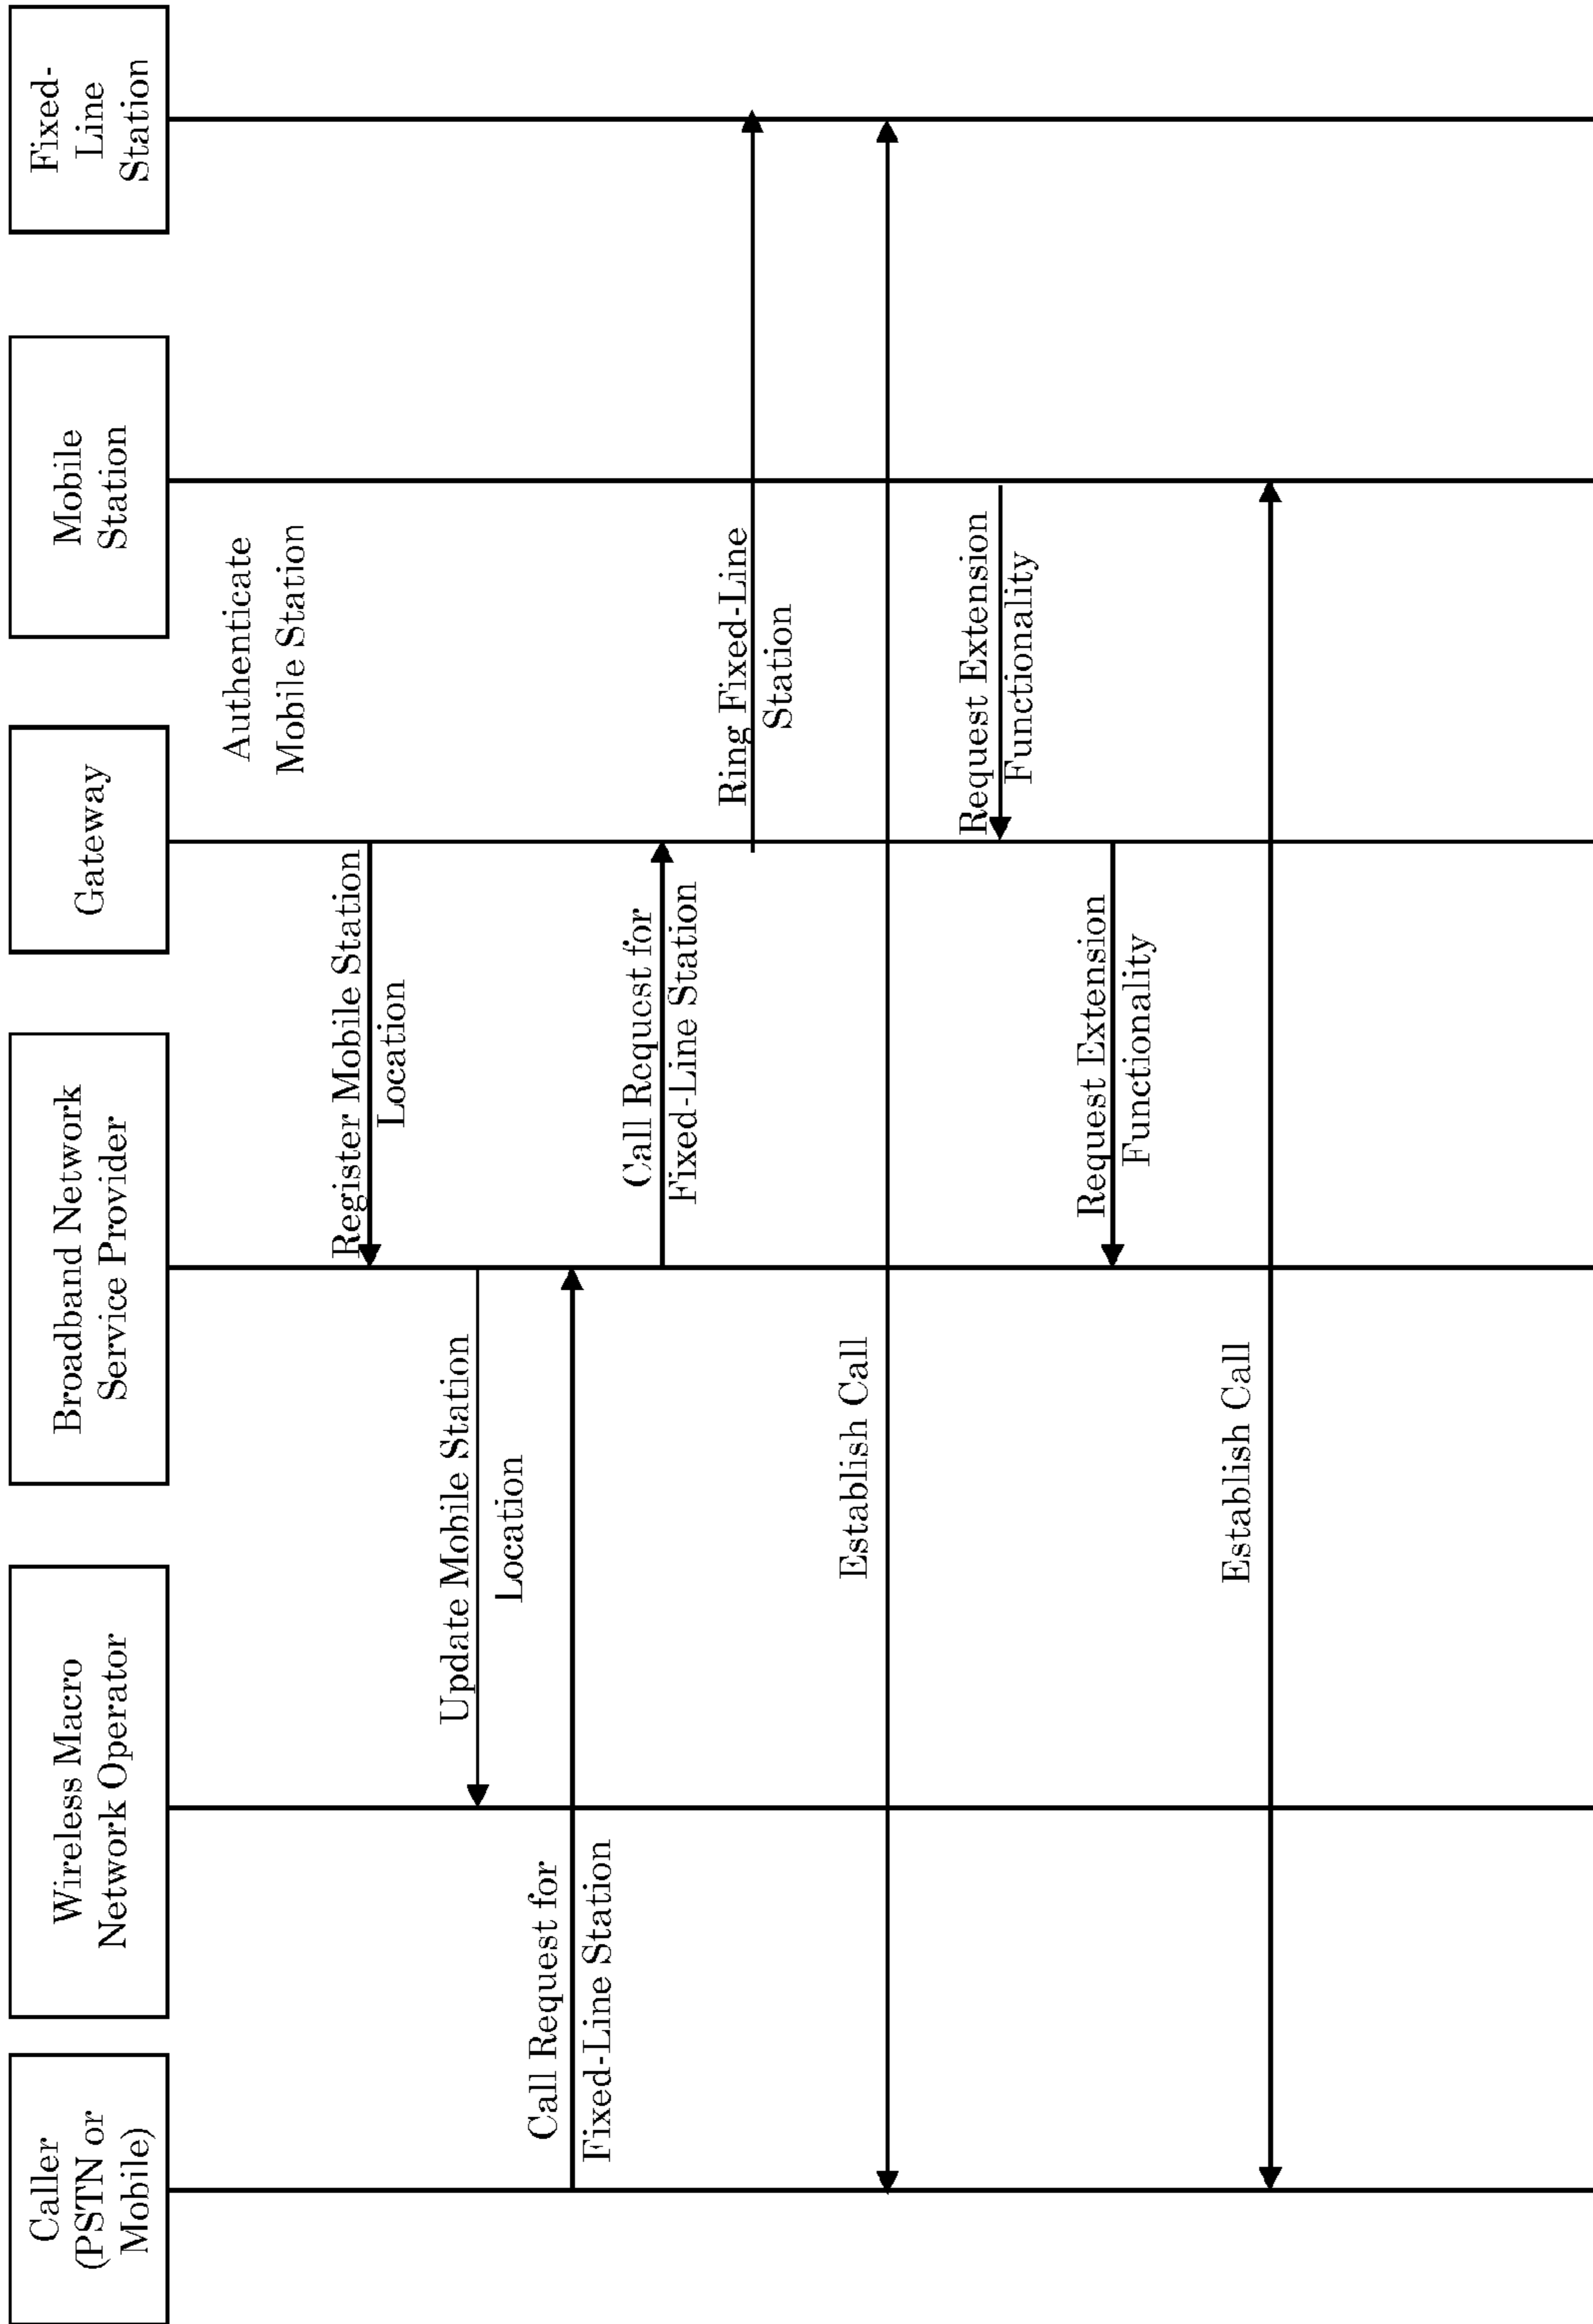 Caller
(PSTN or
Mobile)
Wireless Macro
Network Operator
Broadband Network
Service Provider
Gateway
Mobile
Station
Fixed-
Line
Station
Authenticate
Mobile Station
Register Mobile Station
Location
Update Mobile Station
Location
Call Request for
Fixed-Line Station
Call Request for
Fixed-Line Station
Ring Fixed-Line
Station
Establish Call
Request Extension
Functionality
Request Extension
Functionality
Establish Call